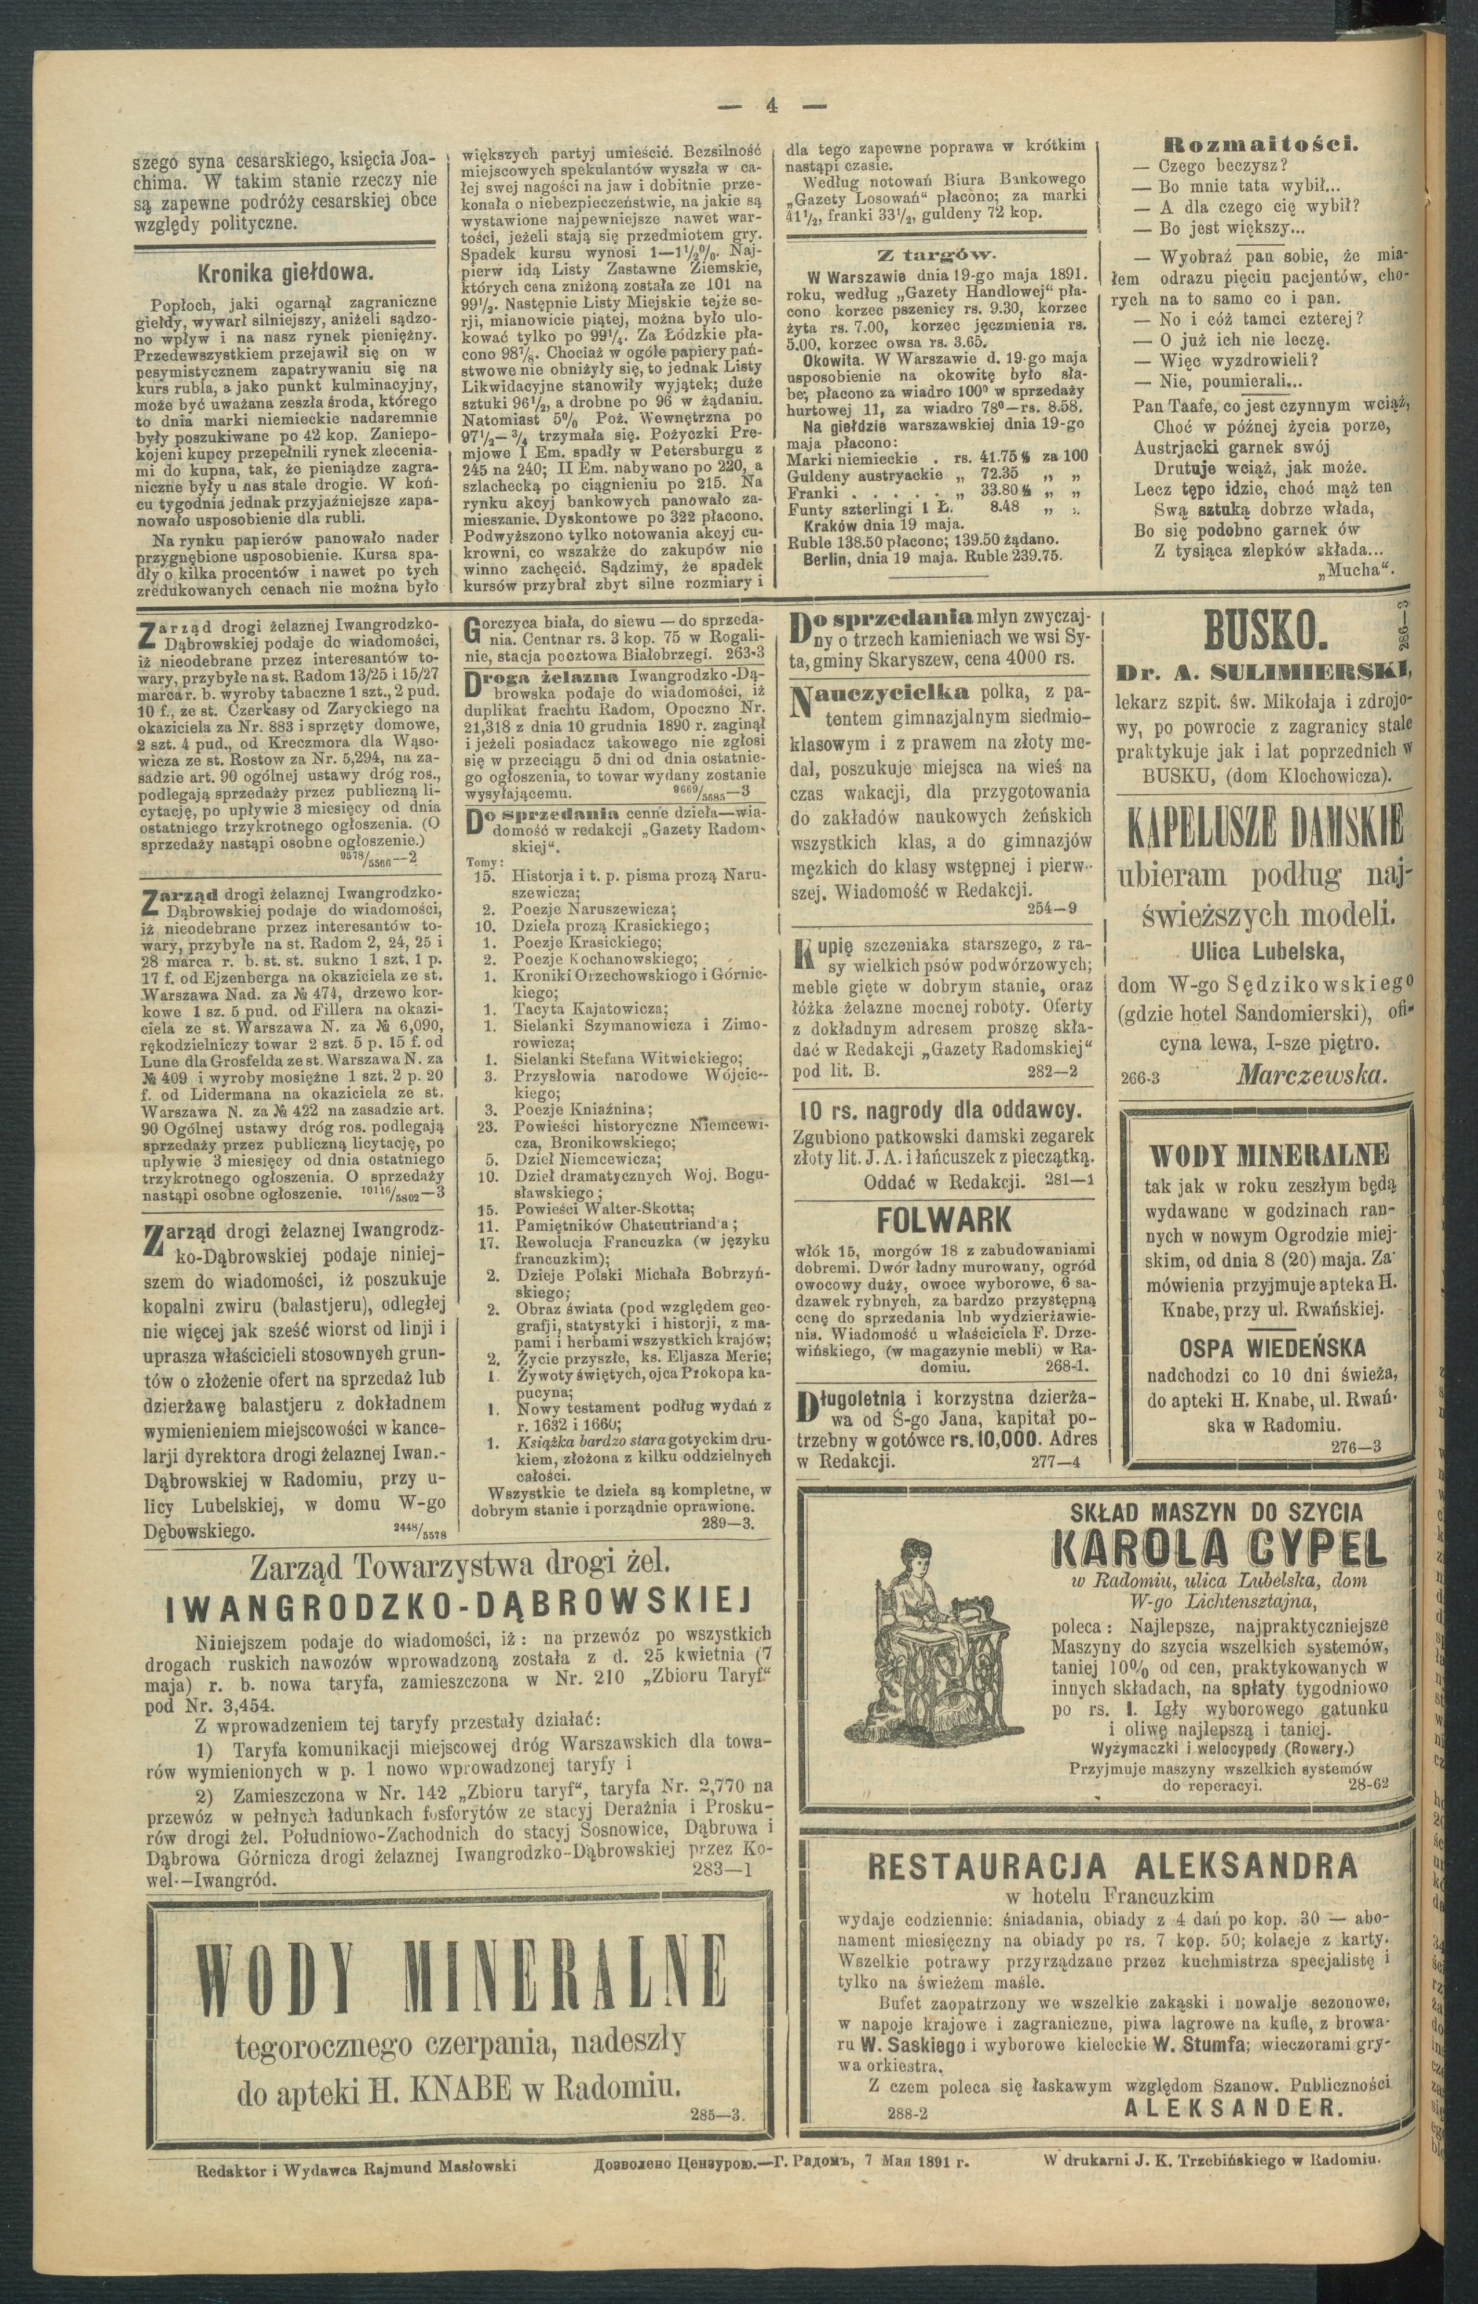 — 4 —
szego syna cesarskiego, księcia Joa-
chima. W takim stanie rzeczy nie
są zapewne podróży cesarskiej obce
względy polityczne.
Kronika giełdowa.
Popłoch, jaki ogarnął zagraniczne
giełdy, wywarł silniejszy, aniżeli sądzo-
no wpływ i na nasz rynek pieniężny.
Przedewszystkiem przejawił się on w
pesymistycznem zapatrywaniu się na
kurs rubla, a jako punkt kulminacyjny,
może być uważana zeszła środa, którego
to dnia marki niemieckie nadaremnie
były poszukiwane po 42 kop. Zaniepo-
kojeni kupcy przepełnili rynek zlecenia-
mi do kupna, tak, że pieniądze zagra-
niczne były u nas stale drogie. W koń-
cu tygodnia jednak przyjaźniejsze zapa-
nowało usposobienie dla rubli.
Na rynku papierów panowało nader
przygnębione usposobienie. Kursa spa-
dły o kilka procentów i nawet po tych
zredukowanych cenach nie można było
większych partyj umieścić. Bezsilność
miejscowych spekulantów wyszła w ca-
łej swej nagości na jaw i dobitnie prze-
konała o niebezpieczeństwie, na jakie są
wystawione najpewniejsze nawet war-
tości, jeżeli stają się przedmiotem gry.
Spadek kursu wynosi 1—1½%. Naj-
pierw idą Listy Zastawne Ziemskie,
których cena zniżoną została ze 101 na
99½. Następnie Listy Miejskie tejże se-
rji, mianowicie piątej, można było ulo-
kować tylko po 99¼. Za Łódzkie pła-
cono 98⅞. Chociaż w ogóle papiery pań-
stwowe nie obniżyły się, to jednak Listy
Likwidacyjne stanowiły wyjątek; duże
sztuki 96½, a drobne po 96 w żądaniu.
Natomiast 5% Poż. Wewnętrzna po
97½—¾ trzymała się. Pożyczki Pre-
mjowe I Em. spadły w Petersburgu z
245 na 240; II Em. nabywano po 220, a
szlachecką po ciągnieniu po 215. Na
rynku akcyj bankowych panowało za-
mieszanie. Dyskontowe po 322 płacono.
Podwyższono tylko notowania akcyj cu-
krowni, co wszakże do zakupów nie
winno zachęcić. Sądzimy, że spadek
kursów przybrał zbyt silne rozmiary i
dla tego zapewne poprawa w krótkim
nastąpi czasie.
Według notowań Biura Bankowego
„Gazety Losowań“ płacono; za marki
41½, franki 33½, guldeny 72 kop.
Z targów.
W Warszawie dnia 19-go maja 1891.
roku, według „Gazety Handlowej“ pła-
cono korzec pszenicy rs. 9.30, korzec
żyta rs. 7.00, korzec jęczmienia rs.
5.00, korzec owsa rs. 3.65.
Okowita. W Warszawie d. 19-go maja
usposobienie na okowitę było sła-
be; płacono za wiadro 100⁰ w sprzedaży
hurtowej 11, za wiadro 78⁰—rs. 8.58.
Na giełdzie warszawskiej dnia 19-go
maja płacono:
Marki niemieckie . rs. 41.75 za 100
Guldeny austryackie „ 72.35 „ „
Franki . . . . . „ 33.80 „ „
Funty szterlingi 1 Ł. 8.48 „ „
Kraków dnia 19 maja.
Ruble 138.50 płacono; 139.50 żądano.
Berlin, dnia 19 maja. Ruble 239.75.
Rozmaitości.
— Czego beczysz?
— Bo mnie tata wybił...
— A dla czego cię wybił?
— Bo jest większy...
— Wyobraź pan sobie, że mia-
łem odrazu pięciu pacjentów, cho-
rych na to samo co i pan.
— No i cóż tamci czterej?
— O już ich nie leczę.
— Więc wyzdrowieli?
— Nie, poumierali...
Pan Taafe, co jest czynnym wciąż,
Choć w późnej życia porze,
Austrjacki garnek swój
Drutuje wciąż, jak może.
Lecz tępo idzie, choć mąż ten
Swą sztuką dobrze włada,
Bo się podobno garnek ów
Z tysiąca zlepków składa...
„Mucha“.
Zarząd drogi żelaznej Iwangrodzko-
Dąbrowskiej podaje do wiadomości,
iż nieodebrane przez interesantów to-
wary, przybyłe na st. Radom 13/25 i 15/27
marca r. b. wyroby tabaczne 1 szt., 2 pud.
10 f., ze st. Czerkasy od Zaryckiego na
okaziciela za Nr. 883 i sprzęty domowe,
2 szt. 4 pud., od Kreczmora dla Wąso-
wicza ze st. Rostow za Nr. 5,294, na za-
sadzie art. 90 ogólnej ustawy dróg ros.,
podlegają sprzedaży przez publiczną li-
cytację, po upływie 3 miesięcy od dnia
ostatniego trzykrotnego ogłoszenia. (O
sprzedaży nastąpi osobne ogłoszenie.)
9578/5566—2
Zarząd drogi żelaznej Iwangrodzko-
Dąbrowskiej podaje do wiadomości,
iż nieodebrane przez interesantów to-
wary, przybyłe na st. Radom 2, 24, 25 i
28 marca r. b. st. st. sukno 1 szt. 1 p.
17 f. od Ejzenberga na okaziciela ze st.
Warszawa Nad. za № 474, drzewo kor-
kowe 1 sz. 5 pud. od Fillera na okazi-
ciela ze st. Warszawa N. za № 6,090,
rękodzielniczy towar 2 szt. 5 p. 15 f. od
Lune dla Grosfelda ze st. Warszawa N. za
№ 409 i wyroby mosiężne 1 szt. 2 p. 20
f. od Lidermana na okaziciela ze st.
Warszawa N. za № 422 na zasadzie art.
90 Ogólnej ustawy dróg ros. podlegają
sprzedaży przez publiczną licytację, po
upływie 3 miesięcy od dnia ostatniego
trzykrotnego ogłoszenia. O sprzedaży
nastąpi osobne ogłoszenie. 10116/5802—3
Zarząd drogi żelaznej Iwangrodz-
ko-Dąbrowskiej podaje niniej-
szem do wiadomości, iż poszukuje
kopalni zwiru (balastjeru), odległej
nie więcej jak sześć wiorst od linji i
uprasza właścicieli stosownych grun-
tów o złożenie ofert na sprzedaż lub
dzierżawę balastjeru z dokładnem
wymienieniem miejscowości w kance-
larji dyrektora drogi żelaznej Iwan.-
Dąbrowskiej w Radomiu, przy u-
licy Lubelskiej, w domu W-go
Dębowskiego. 2448/5578
Gorczyca biała, do siewu — do sprzeda-
nia. Centnar rs. 3 kop. 75 w Rogali-
nie, stacja pocztowa Białobrzegi. 263-3
Droga żelazna Iwangrodzko-Dą-
browska podaje do wiadomości, iż
duplikat frachtu Radom, Opoczno Nr.
21,318 z dnia 10 grudnia 1890 r. zaginął
i jeżeli posiadacz takowego nie zgłosi
się w przeciągu 5 dni od dnia ostatnie-
go ogłoszenia, to towar wydany zostanie
wysyłającemu. 9669/5685—3
Do sprzedania cenne dzieła—wia-
domość w redakcji „Gazety Radom-
skiej“.
Tomy:
15. Historja i t. p. pisma prozą Naru-
szewicza;
2. Poezje Naruszewicza;
10. Dzieła prozą Krasickiego;
1. Poezje Krasickiego;
2. Poezje Kochanowskiego;
1. Kroniki Orzechowskiogo i Górnic-
kiego;
1. Tacyta Kajatowicza;
1. Sielanki Szymanowicza i Zimo-
rowicza;
1. Sielanki Stefana Witwickiego;
3. Przysłowia narodowe Wójcic-
kiego;
3. Poezje Kniaźnina;
23. Powieści historyczne Niemcewi-
cza, Bronikowskiego;
5. Dzieł Niemcewicza;
10. Dzieł dramatycznych Woj. Bogu-
sławskiego;
15. Powieści Walter-Skotta;
11. Pamiętników Chateutriand'a;
17. Rewolucja Francuzka (w języku
francuzkim);
2. Dzieje Polski Michała Bobrzyń-
skiego;
2. Obraz świata (pod względem geo-
grafji, statystyki i historji, z ma-
pami i herbami wszystkich krajów;
2. Życie przyszłe, ks. Eljasza Merie;
1. Żywoty świętych, ojca Prokopa ka-
pucyna;
1. Nowy testament podług wydań z
r. 1632 i 1660;
1. Książka bardzo stara gotyckim dru-
kiem, złożona z kilku oddzielnych
całości.
Wszystkie te dzieła są kompletne, w
dobrym stanie i porządnie oprawione.
289—3.
Do sprzedania młyn zwyczaj-
ny o trzech kamieniach we wsi Sy-
ta, gminy Skaryszew, cena 4000 rs.
Nauczycielka polka, z pa-
tentem gimnazjalnym siedmio-
klasowym i z prawem na złoty me-
dal, poszukuje miejsca na wieś na
czas wakacji, dla przygotowania
do zakładów naukowych żeńskich
wszystkich klas, a do gimnazjów
męzkich do klasy wstępnej i pierw-
szej. Wiadomość w Redakcji.
254—9
Kupię szczeniaka starszego, z ra-
sy wielkich psów podwórzowych;
meble gięte w dobrym stanie, oraz
łóżka żelazne mocnej roboty. Oferty
z dokładnym adresem proszę skła-
dać w Redakcji „Gazety Radomskiej“
pod lit. B. 282—2
10 rs. nagrody dla oddawcy.
Zgubiono patkowski damski zegarek
złoty lit. J. A. i łańcuszek z pieczątką.
Oddać w Redakcji. 281—1
FOLWARK
włók 15, morgów 18 z zabudowaniami
dobremi. Dwór ładny murowany, ogród
owocowy duży, owoce wyborowe, 6 sa-
dzawek rybnych, za bardzo przystępną
cenę do sprzedania lub wydzierżawie-
nia. Wiadomość u właściciela F. Drze-
wińskiego, (w magazynie mebli) w Ra-
domiu. 268-1.
Długoletnia i korzystna dzierża-
wa od Ś-go Jana, kapitał po-
trzebny w gotówce rs. 10,000. Adres
w Redakcji. 277—4
BUSKO.
286—3
Dr. A. SULIMIERSKI,
lekarz szpit. św. Mikołaja i zdrojo-
wy, po powrocie z zagranicy stale
praktykuje jak i lat poprzednich w
BUSKU, (dom Klochowicza).
KAPELUSZE DAMSKIE
ubieram podług naj-
świeższych modeli.
Ulica Lubelska,
dom W-go Sędzikowskiego
(gdzie hotel Sandomierski), ofi-
cyna lewa, I-sze piętro.
266-3 Marczewska.
WODY MINERALNE
tak jak w roku zeszłym będą
wydawane w godzinach ran-
nych w nowym Ogrodzie miej-
skim, od dnia 8 (20) maja. Za-
mówienia przyjmuje apteka H.
Knabe, przy ul. Rwańskiej.
OSPA WIEDEŃSKA
nadchodzi co 10 dni świeża,
do apteki H. Knabe, ul. Rwań-
ska w Radomiu.
276—3
Zarząd Towarzystwa drogi żel.
IWANGRODZKO-DĄBROWSKIEJ
Niniejszem podaje do wiadomości, iż: na przewóz po wszystkich
drogach ruskich nawozów wprowadzoną została z d. 25 kwietnia (7
maja) r. b. nowa taryfa, zamieszczona w Nr. 210 „Zbioru Taryf“
pod Nr. 3,454.
Z wprowadzeniem tej taryfy przestały działać:
1) Taryfa komunikacji miejscowej dróg Warszawskich dla towa-
rów wymienionych w p. 1 nowo wprowadzonej taryfy i
2) Zamieszczona w Nr. 142 „Zbioru taryf“, taryfa Nr. 2,770 na
przewóz w pełnych ładunkach fosforytów ze stacyj Deraźnia i Prosku-
rów drogi żel. Południowo-Zachodnich do stacyj Sosnowice, Dąbrowa i
Dąbrowa Górnicza drogi żelaznej Iwangrodzko-Dąbrowskiej przez Ko-
wel—Iwangród. 283—1
WODY MINERALNE
tegorocznego czerpania, nadeszły
do apteki H. KNABE w Radomiu.
285—3.
SKŁAD MASZYN DO SZYCIA
KAROLA CYPEL
w Radomiu, ulica Lubelska, dom
W-go Lichtensztajna,
poleca: Najlepsze, najpraktyczniejsze
Maszyny do szycia wszelkich systemów,
taniej 10% od cen, praktykowanych w
innych składach, na spłaty tygodniowo
po rs. 1. Igły wyborowego gatunku
i oliwę najlepszą i taniej.
Wyżymaczki i welocypedy (Rowery.)
Przyjmuje maszyny wszelkich systemów
do reperacyi. 28-62
RESTAURACJA ALEKSANDRA
w hotelu Francuzkim
wydaje codziennie: śniadania, obiady z 4 dań po kop. 30 — abo-
nament miesięczny na obiady po rs. 7 kop. 50; kolacje z karty.
Wszelkie potrawy przyrządzane przez kuchmistrza specjalistę i
tylko na świeżem maśle.
Bufet zaopatrzony we wszelkie zakąski i nowalje sezonowe,
w napoje krajowe i zagraniczne, piwa lagrowe na kufle, z browa-
ru W. Saskiego i wyborowe kieleckie W. Stumfa; wieczorami gry-
wa orkiestra.
Z czem poleca się łaskawym względom Szanow. Publiczności
288-2 ALEKSANDER.
Redaktor i Wydawca Rajmund Masłowski Дозволено Цензурою.—Г. Радомъ, 7 Мая 1891 г. W drukarni J. K. Trzebińskiego w Radomiu.